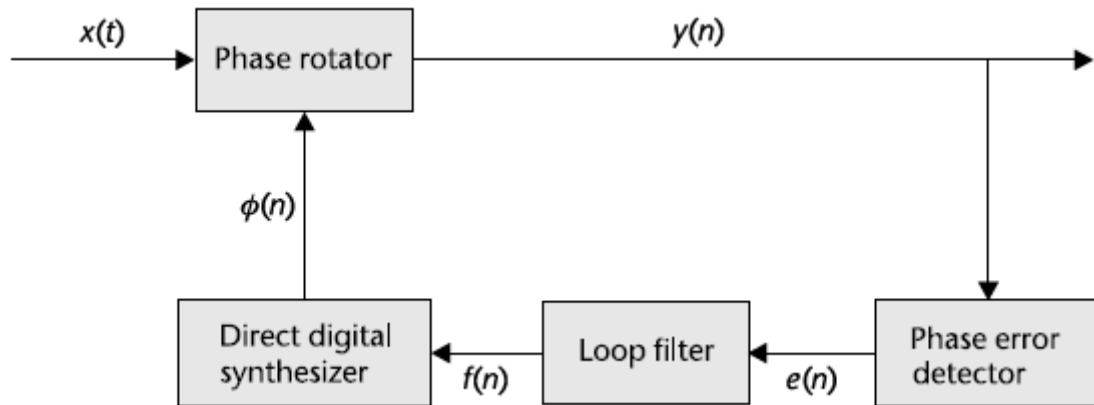 x(t)
Phase rotator
y(n)
ϕ(n)
Direct digital
synthesizer
f(n)
Loop filter
e(n)
Phase error
detector